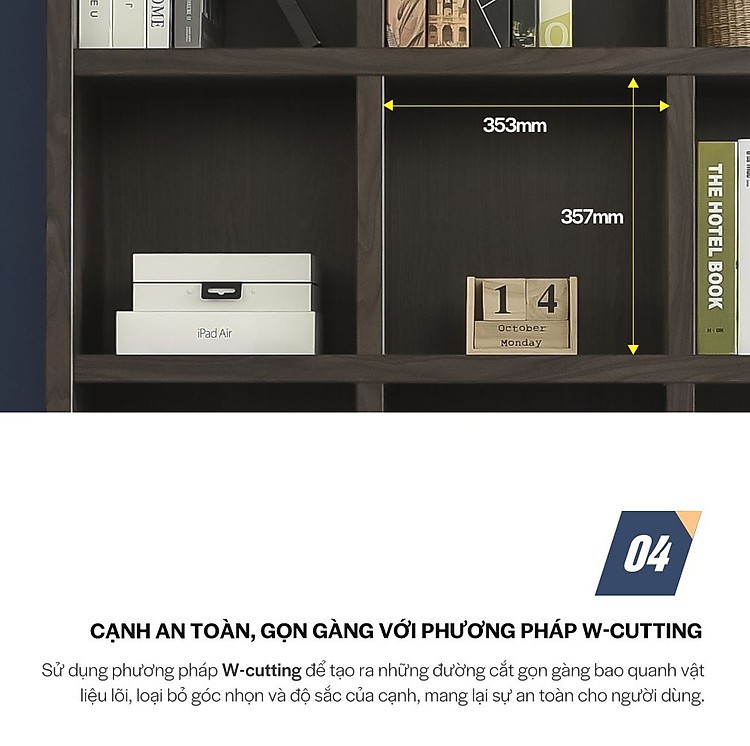 353mm
357mm
THE HOTEL BOOK
iPad Air
1 4
October
Monday
04
CẠNH AN TOÀN, GỌN GÀNG VỚI PHƯƠNG PHÁP W-CUTTING
Sử dụng phương pháp W-cutting để tạo ra những đường cắt gọn gàng bao quanh vật
liệu lõi, loại bỏ góc nhọn và độ sắc của cạnh, mang lại sự an toàn cho người dùng.